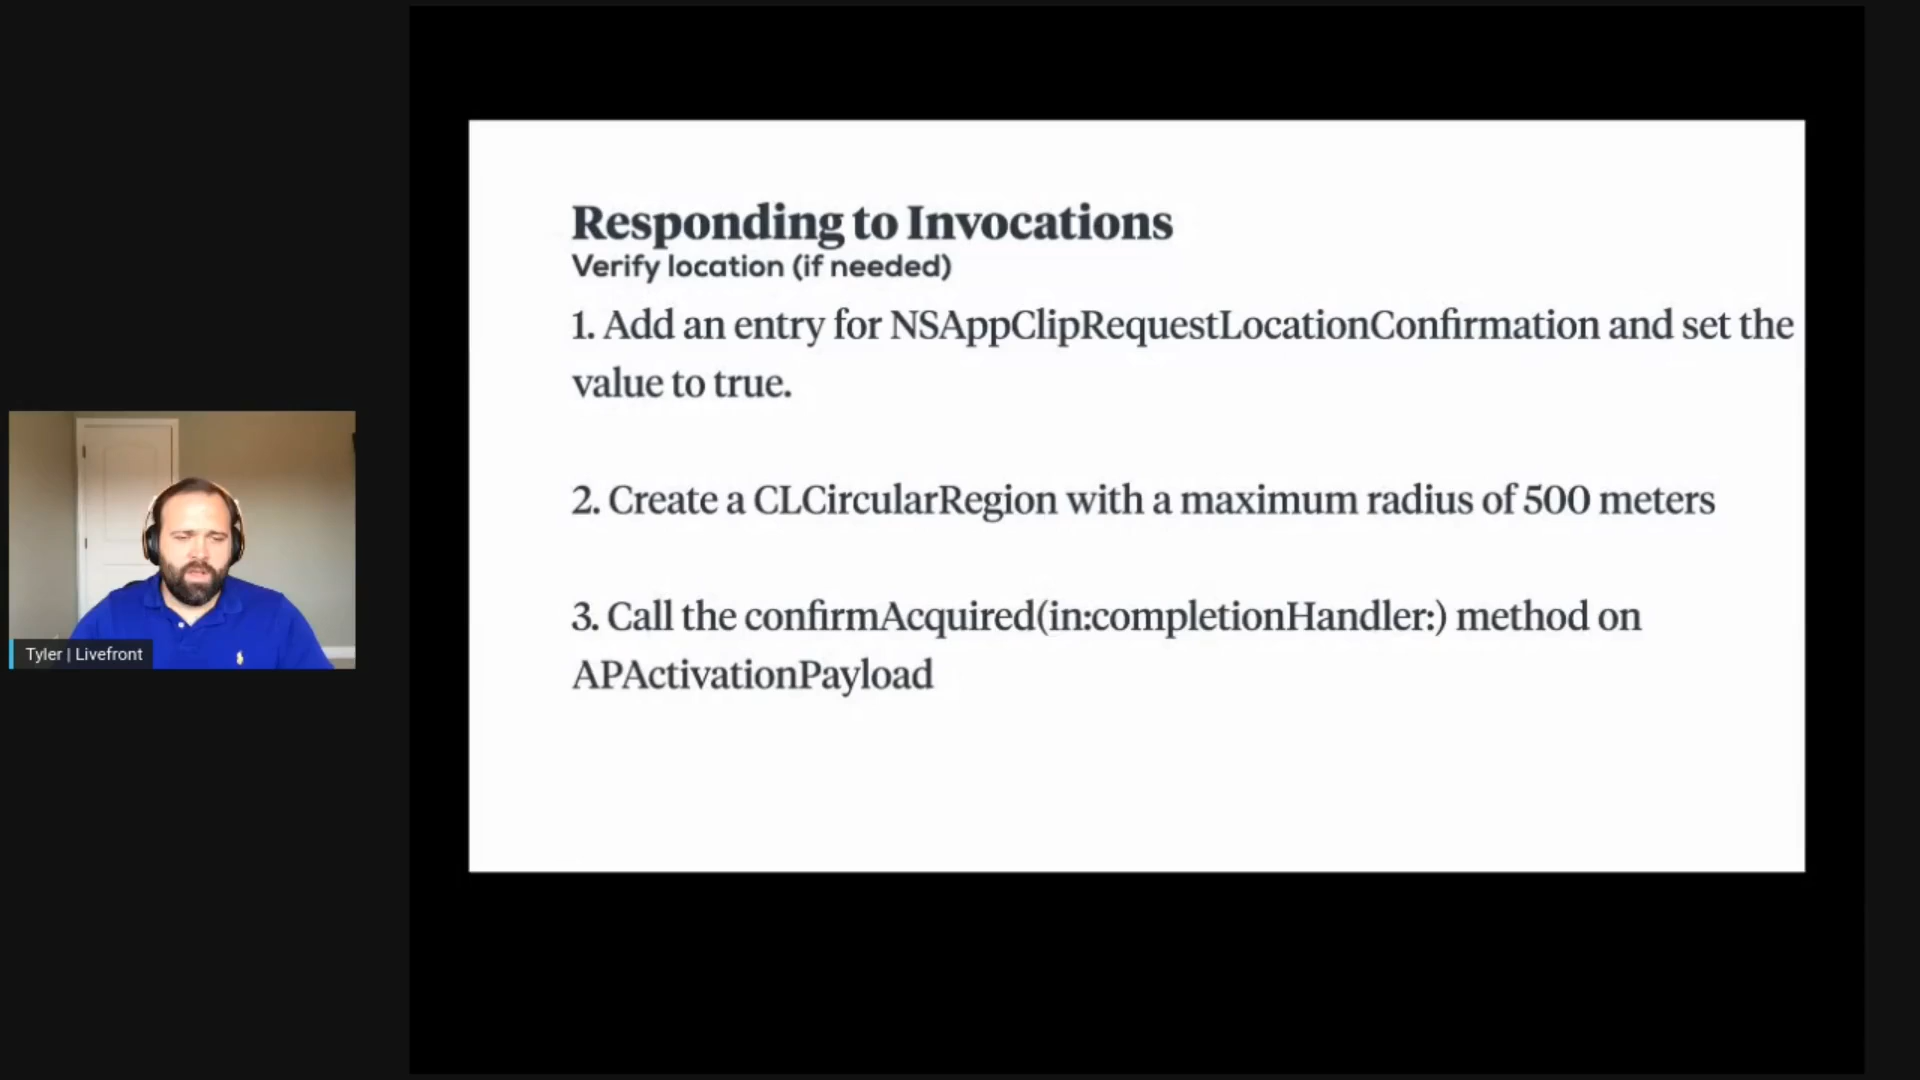 Responding to Invocations
Verify location (if needed)
1. Add an entry for NSAppClipRequestLocationConfirmation and set the
value to true.
2. Create a CLCircularRegion with a maximum radius of 500 meters
3. Call the confirmAcquired(in:completionHandler:) method on
APActivationPayload
Tyler | Livefront